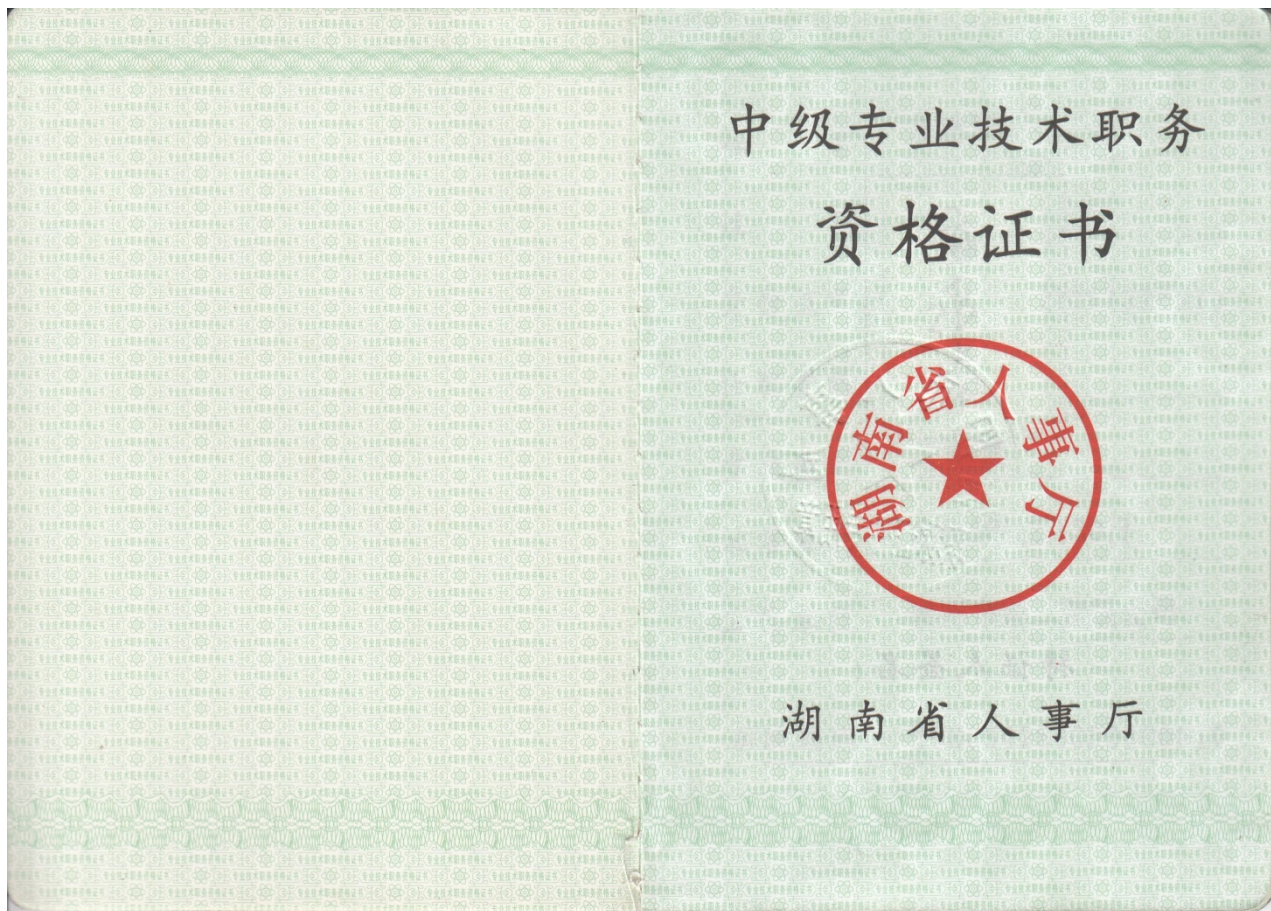 中级专业技术职务
资格证书
湖南省人事厅
湖南省人事厅